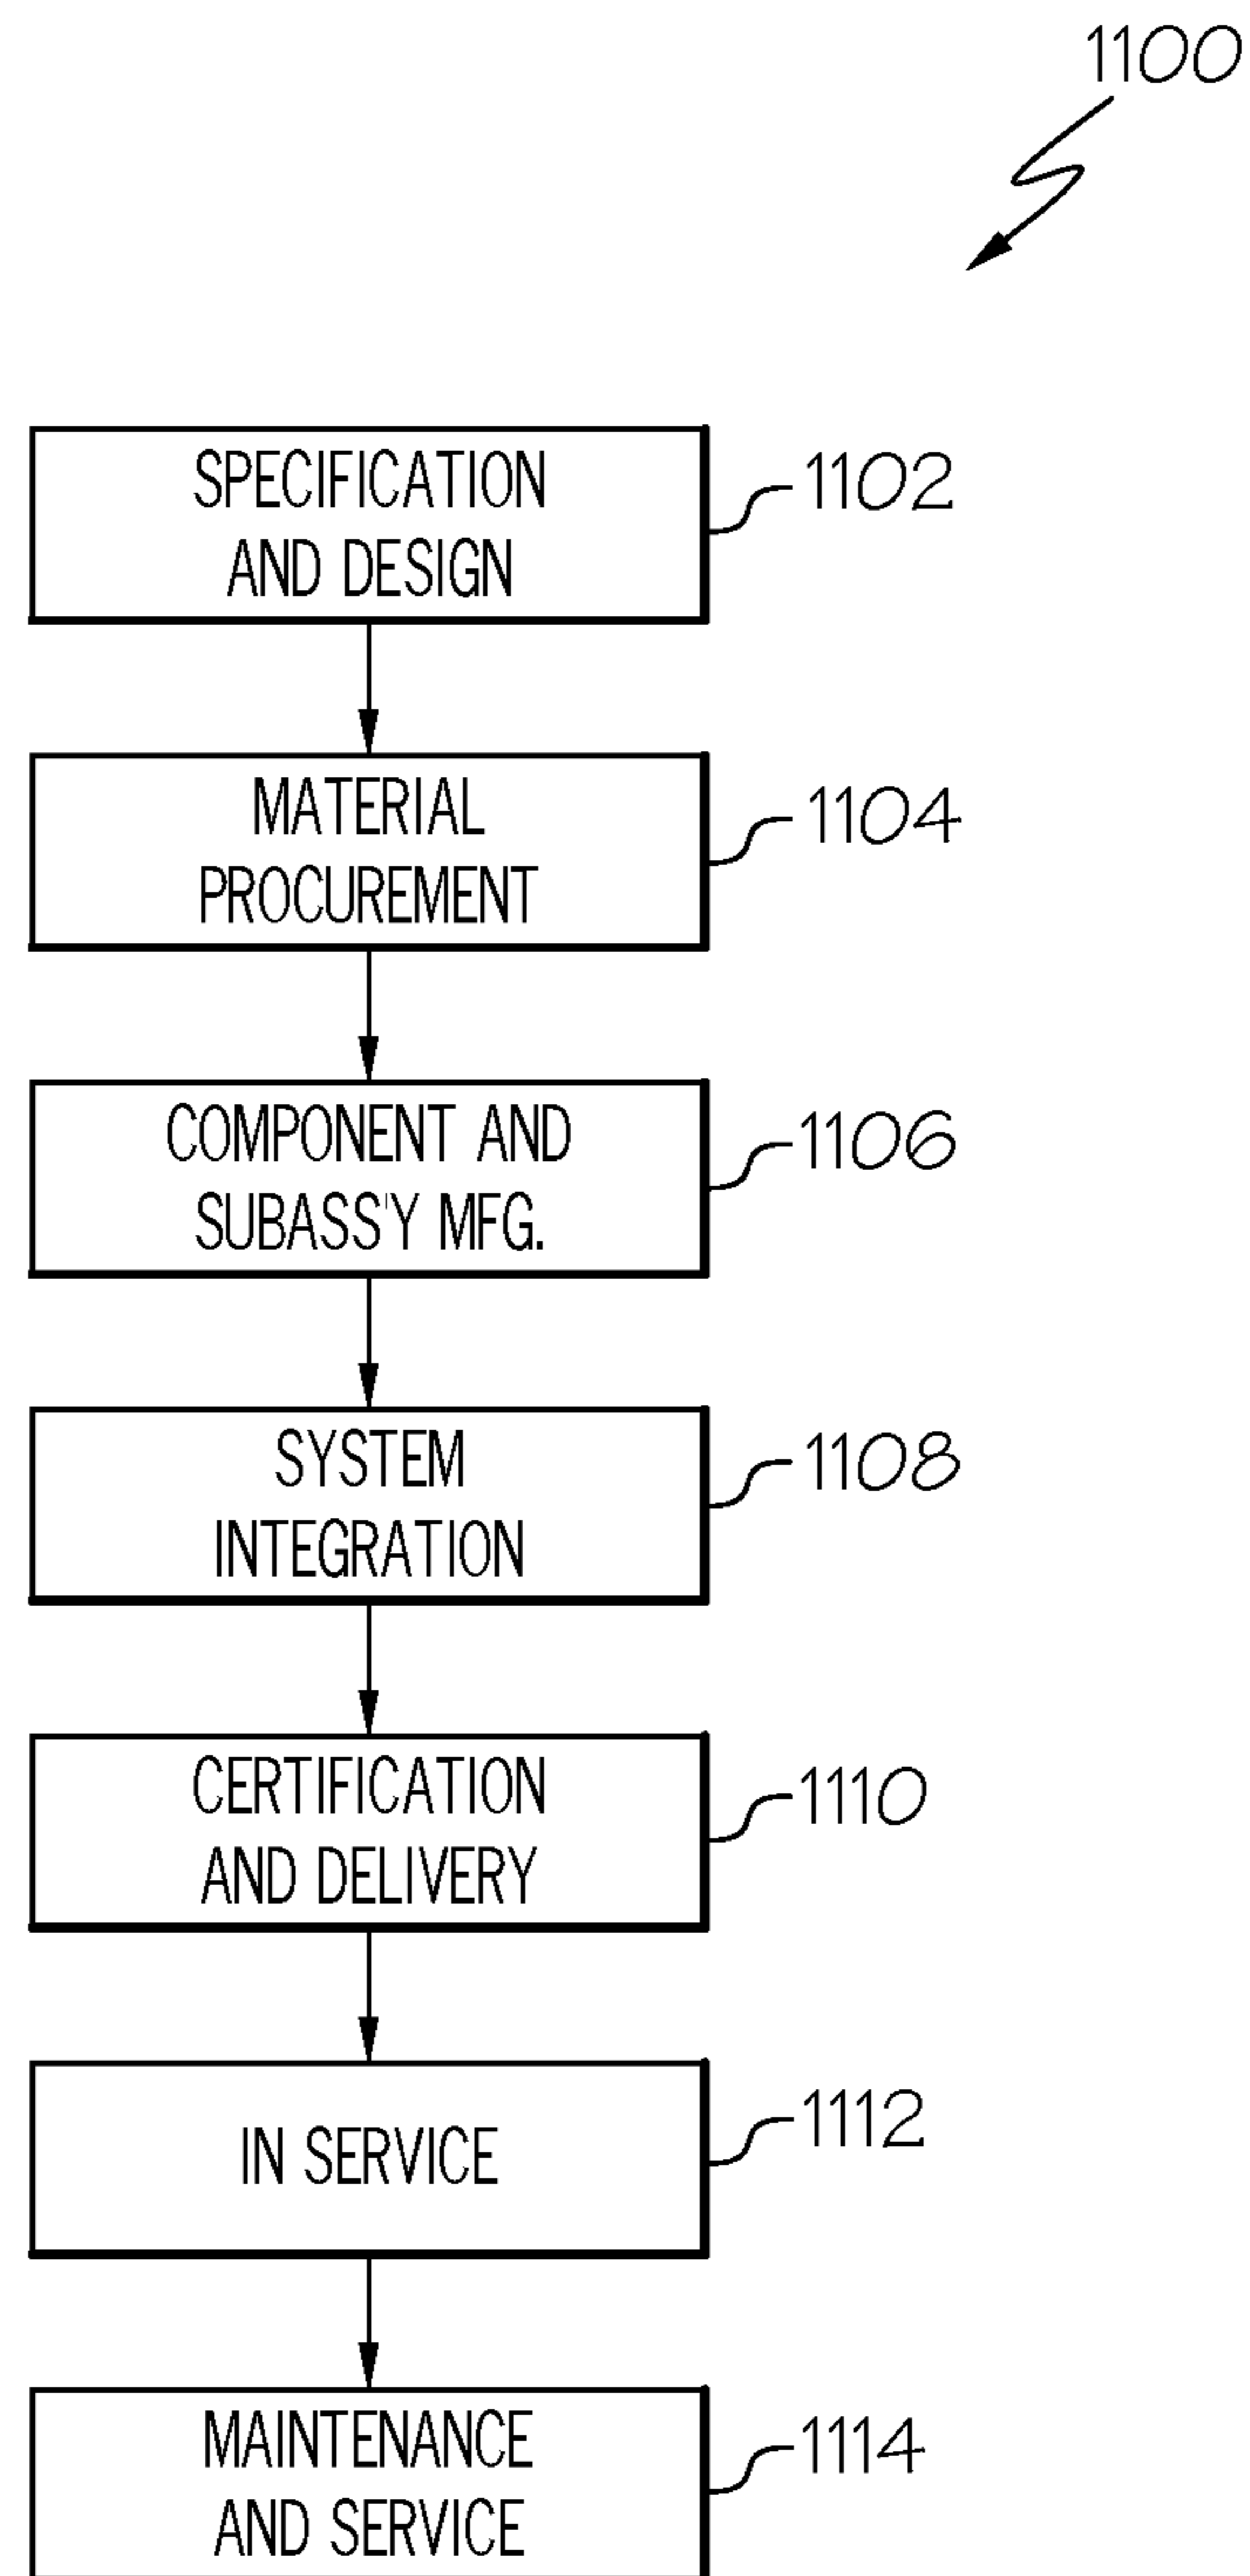 1100
SPECIFICATION
AND DESIGN
1102
MATERIAL
PROCUREMENT
1104
COMPONENT AND
SUBASS'Y MFG.
1106
SYSTEM
INTEGRATION
1108
CERTIFICATION
AND DELIVERY
1110
IN SERVICE
1112
MAINTENANCE
AND SERVICE
1114